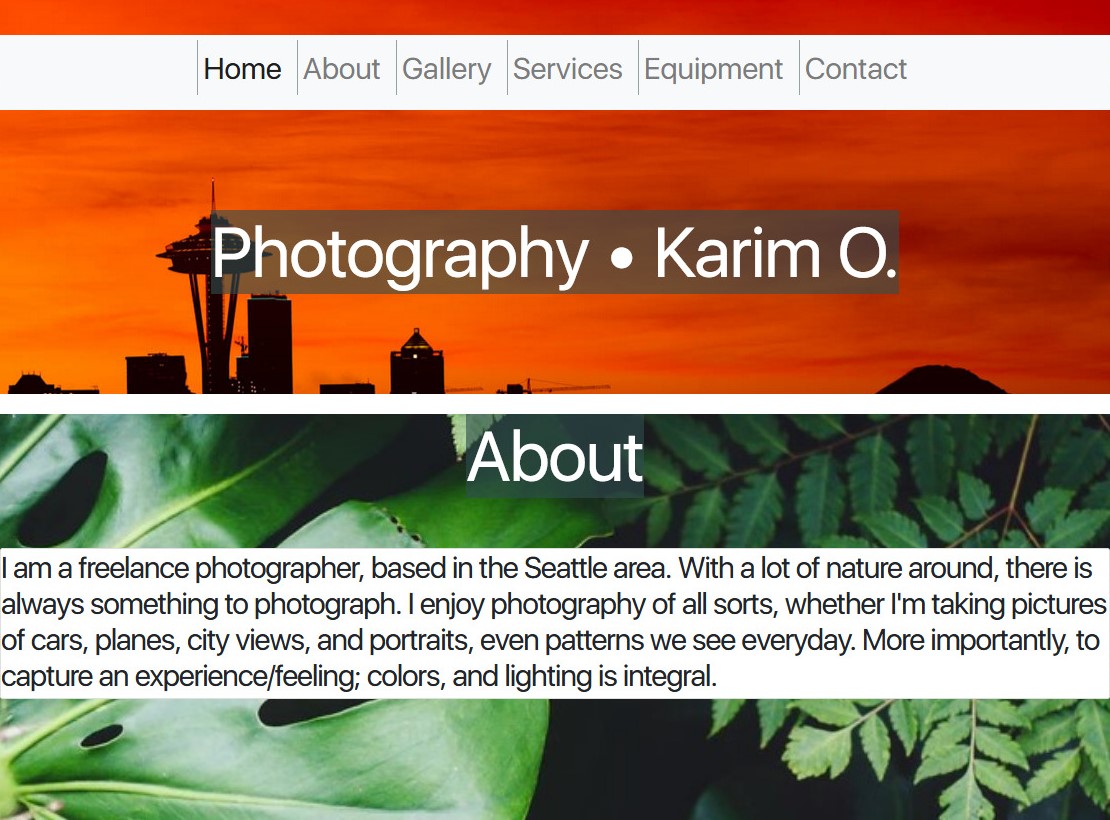 Home About Gallery Services Equipment Contact
Photography • Karim O.
About
I am a freelance photographer, based in the Seattle area. With a lot of nature around, there is
always something to photograph. I enjoy photography of all sorts, whether I'm taking pictures
of cars, planes, city views, and portraits, even patterns we see everyday. More importantly, to
capture an experience/feeling; colors, and lighting is integral.